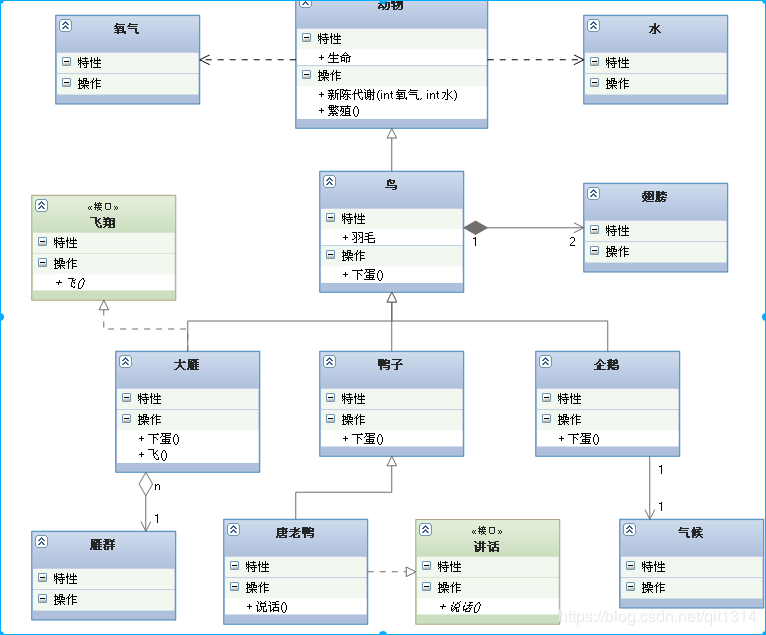 氧气
特性
操作
动物
特性
+ 生命
操作
+ 新陈代谢(int 氧气, int 水)
+ 繁殖()
水
特性
操作
«接口»
飞翔
特性
操作
+ 飞()
鸟
特性
+ 羽毛
操作
+ 下蛋()
1
2
翅膀
特性
操作
大雁
特性
操作
+ 下蛋()
+ 飞()
鸭子
特性
操作
+ 下蛋()
企鹅
特性
操作
+ 下蛋()
n
1
1
1
雁群
特性
操作
唐老鸭
特性
操作
+ 说话()
«接口»
讲话
特性
操作
+ 说话()
气候
特性
操作
https://blog.csdn.net/qit1314